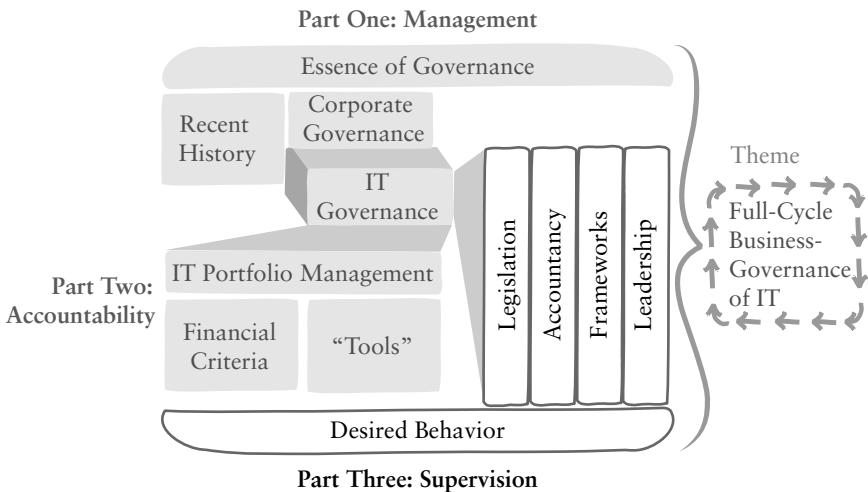 Part One: Management
Essence of Governance
Recent
History
Corporate
Governance
IT
Governance
Part Two:
Accountability
IT Portfolio Management
Financial
Criteria
“Tools”
Legislation
Accountancy
Frameworks
Leadership
Theme
Full-Cycle
Business-
Governance
of IT
Desired Behavior
Part Three: Supervision